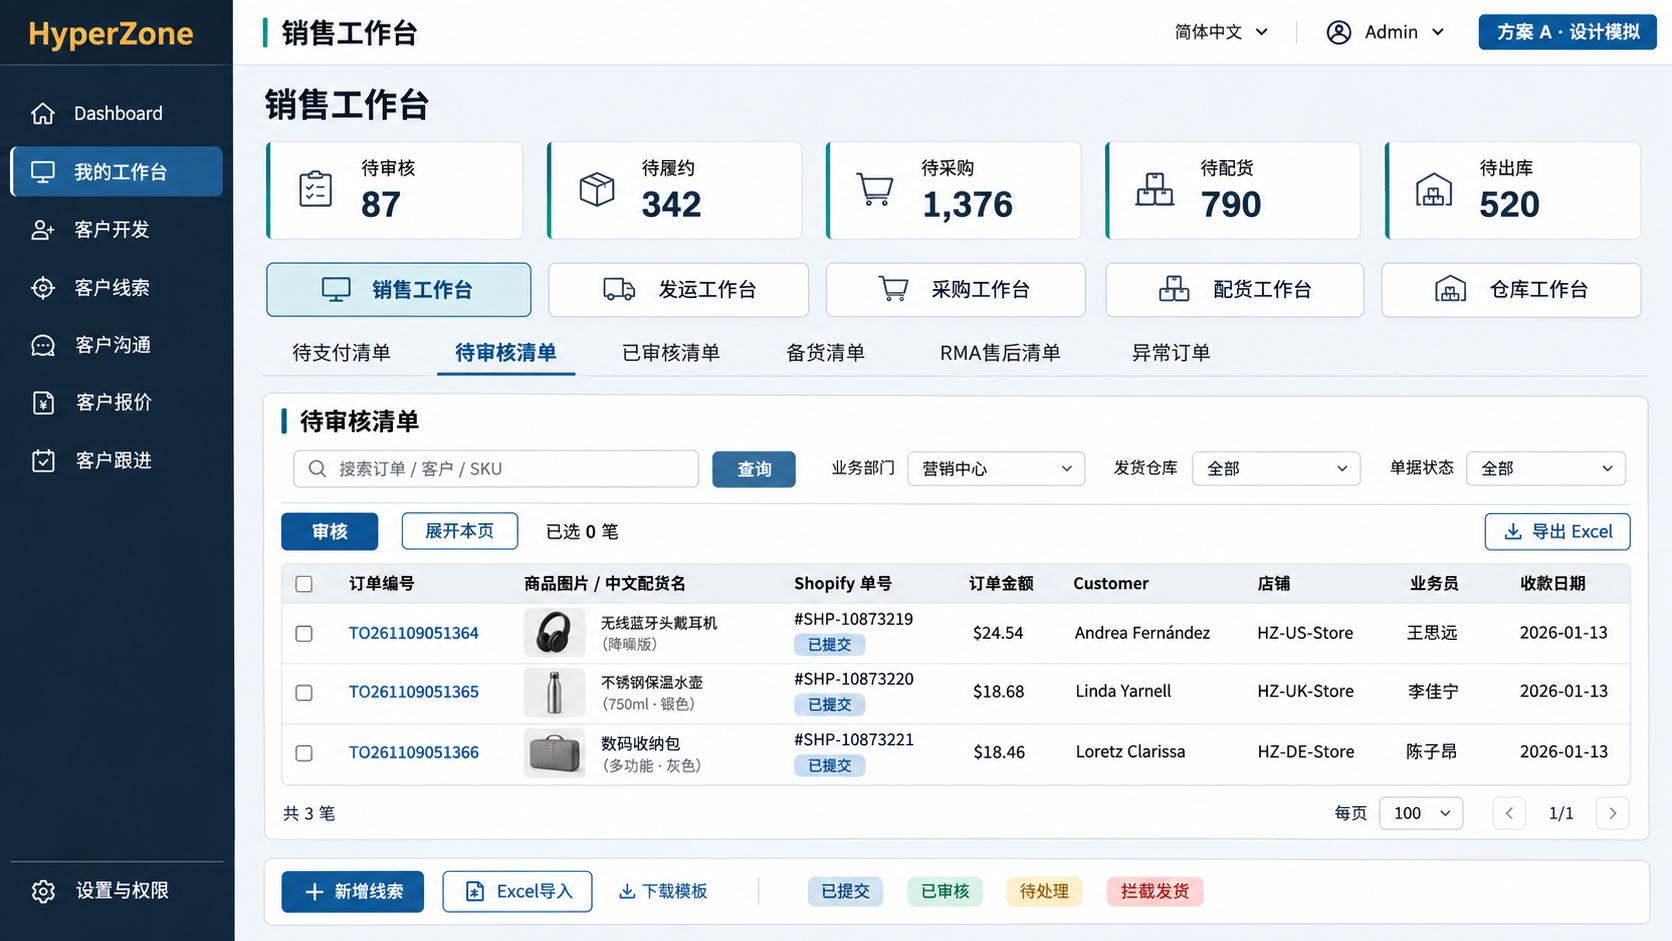 HyperZone
销售工作台
简体中文
Admin
方案 A · 设计模拟
Dashboard
我的工作台
客户开发
客户线索
客户沟通
客户报价
客户跟进
设置与权限
销售工作台
待审核
87
待履约
342
待采购
1,376
待配货
790
待出库
520
销售工作台
发运工作台
采购工作台
配货工作台
仓库工作台
待支付清单
待审核清单
已审核清单
备货清单
RMA售后清单
异常订单
待审核清单
搜索订单 / 客户 / SKU
查询
业务部门
营销中心
发货仓库
全部
单据状态
全部
审核
展开本页
已选 0 笔
导出 Excel
订单编号 商品图片 / 中文配货名 Shopify 单号 订单金额 Customer 店铺 业务员 收款日期
TO261109051364
无线蓝牙头戴耳机
(降噪版)
#SHP-10873219
已提交
$24.54
Andrea Fernández
HZ-US-Store
王思远
2026-01-13
TO261109051365
不锈钢保温水壶
(750ml · 银色)
#SHP-10873220
已提交
$18.68
Linda Yarnell
HZ-UK-Store
李佳宁
2026-01-13
TO261109051366
数码收纳包
(多功能 · 灰色)
#SHP-10873221
已提交
$18.46
Loretz Clarissa
HZ-DE-Store
陈子昂
2026-01-13
共 3 笔
每页
100
1/1
新增线索
Excel导入
下载模板
已提交
已审核
待处理
拦截发货